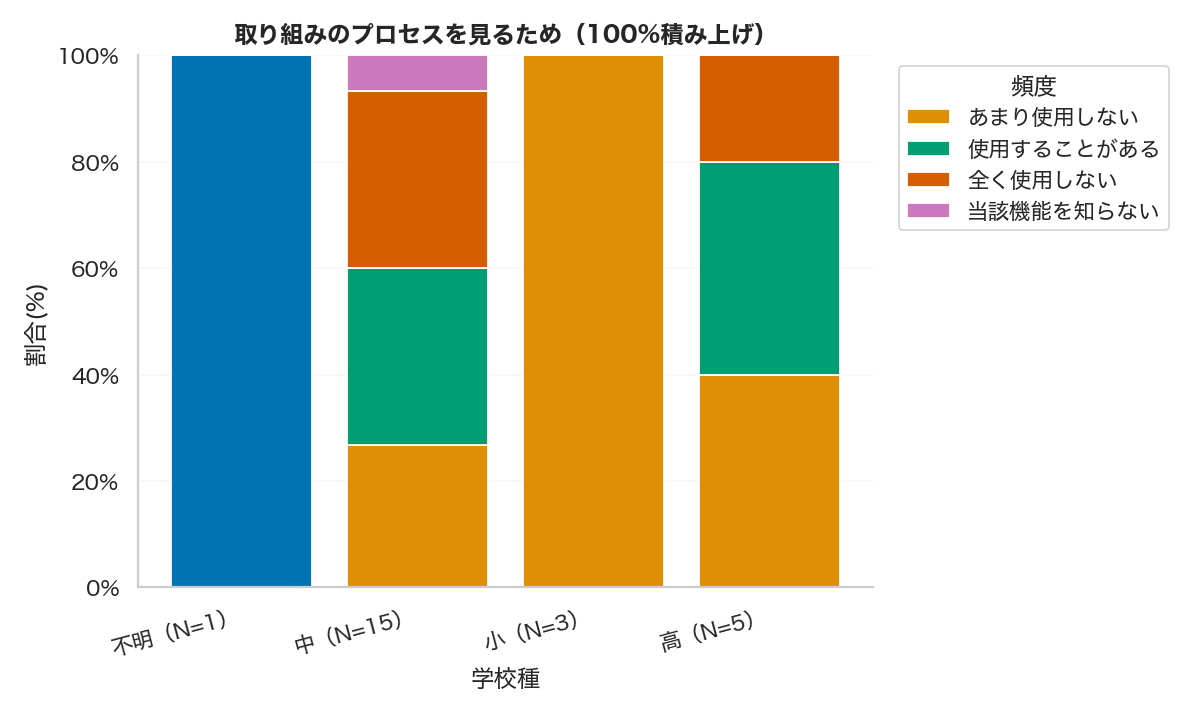 取り組みのプロセスを見るため（100%積み上げ）
100%
80%
60%
40%
20%
0%
割合(%)
不明（N=1）
中（N=15）
小（N=3）
高（N=5）
学校種
頻度
あまり使用しない
使用することがある
全く使用しない
当該機能を知らない